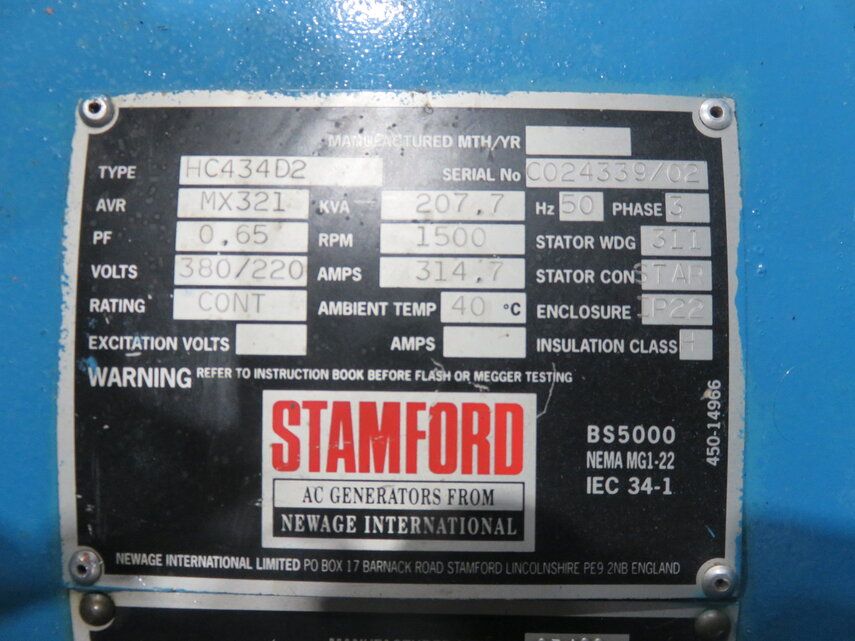 MANUFACTURED MTH/YR
TYPE HC434D2 SERIAL No C024339/02
AVR MX321 KVA 207,7 Hz 50 PHASE 3
PF 0,65 RPM 1500 STATOR WDG 311
VOLTS 380/220 AMPS 314,7 STATOR CON STAR
RATING CONT AMBIENT TEMP 40 °C ENCLOSURE IP22
EXCITATION VOLTS AMPS INSULATION CLASS H
WARNING REFER TO INSTRUCTION BOOK BEFORE FLASH OR MEGGER TESTING
STAMFORD
AC GENERATORS FROM
NEWAGE INTERNATIONAL
BS5000
NEMA MG1-22
IEC 34-1
450-14966
NEWAGE INTERNATIONAL LIMITED PO BOX 17 BARNACK ROAD STAMFORD LINCOLNSHIRE PE9 2NB ENGLAND